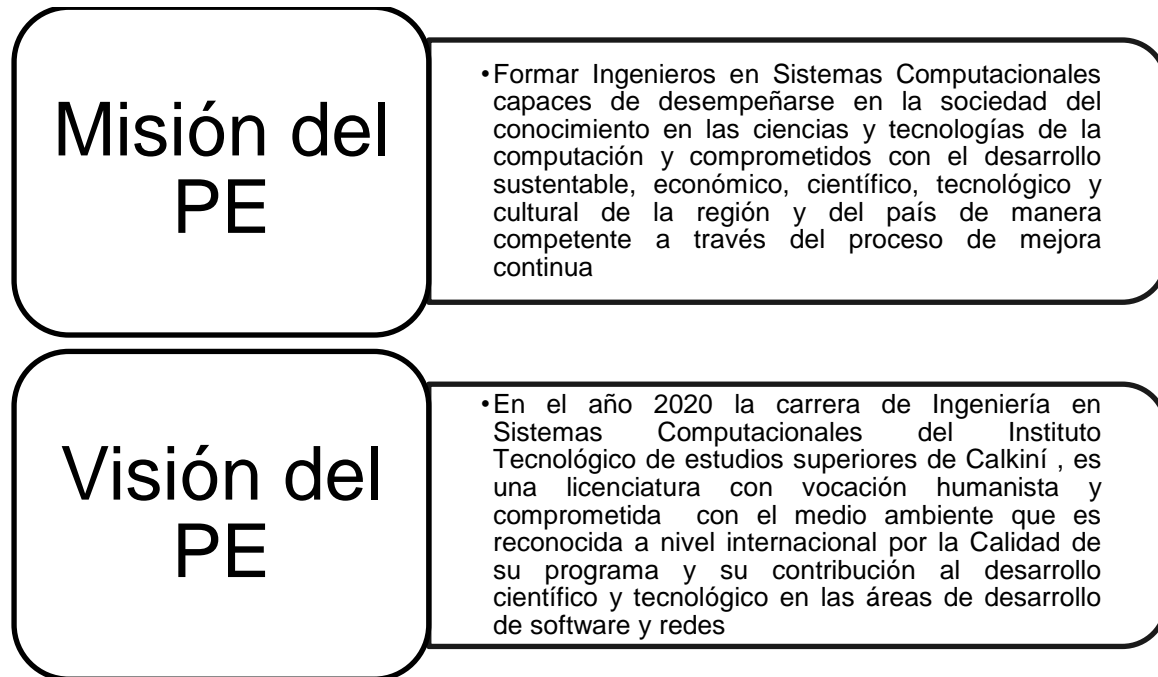 Misión del
PE
•Formar Ingenieros en Sistemas Computacionales
capaces de desempeñarse en la sociedad del
conocimiento en las ciencias y tecnologías de la
computación y comprometidos con el desarrollo
sustentable, económico, científico, tecnológico y
cultural de la región y del país de manera
competente a través del proceso de mejora
continua
Visión del
PE
•En el año 2020 la carrera de Ingeniería en
Sistemas Computacionales del Instituto
Tecnológico de estudios superiores de Calkiní , es
una licenciatura con vocación humanista y
comprometida con el medio ambiente que es
reconocida a nivel internacional por la Calidad de
su programa y su contribución al desarrollo
científico y tecnológico en las áreas de desarrollo
de software y redes